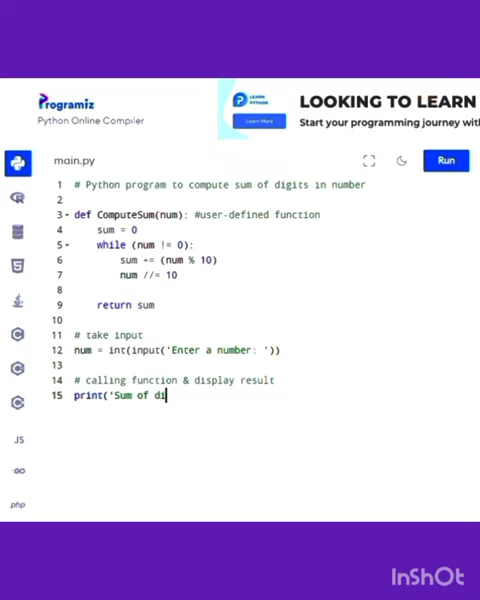 Programiz
Python Online Compiler
LEARN
PYTHON
Learn More
LOOKING TO LEARN
Start your programming journey wit
main.py
Run
1 # Python program to compute sum of digits in number
2
3 def ComputeSum(num): #user-defined function
4 sum = 0
5 while (num != 0):
6 sum += (num % 10)
7 num //= 10
8
9 return sum
10
11 # take input
12 num = int(input('Enter a number: '))
13
14 # calling function & display result
15 print('Sum of di
JS
GO
php
InShOt